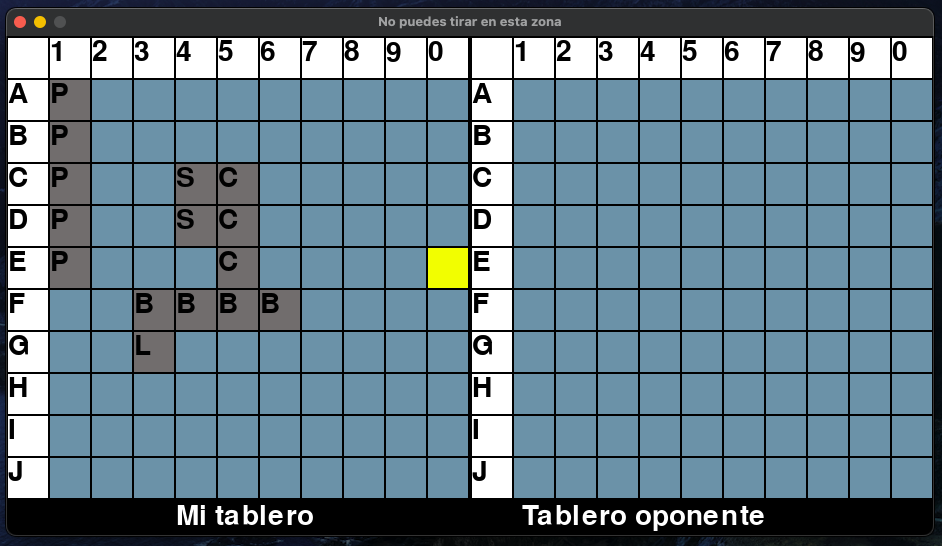 No puedes tirar en esta zona
1 2 3 4 5 6 7 8 9 0 1 2 3 4 5 6 7 8 9 0
A P A
B P B
C P S C C
D P S C D
E P C E
F B B B B F
G L G
H H
I I
J J
Mi tablero Tablero oponente